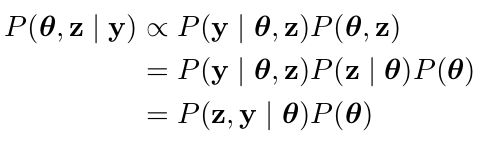 P(𝛉, 𝐳 | 𝐲) ∝ P(𝐲 | 𝛉, 𝐳)P(𝛉, 𝐳)
= P(𝐲 | 𝛉, 𝐳)P(𝐳 | 𝛉)P(𝛉)
= P(𝐳, 𝐲 | 𝛉)P(𝛉)